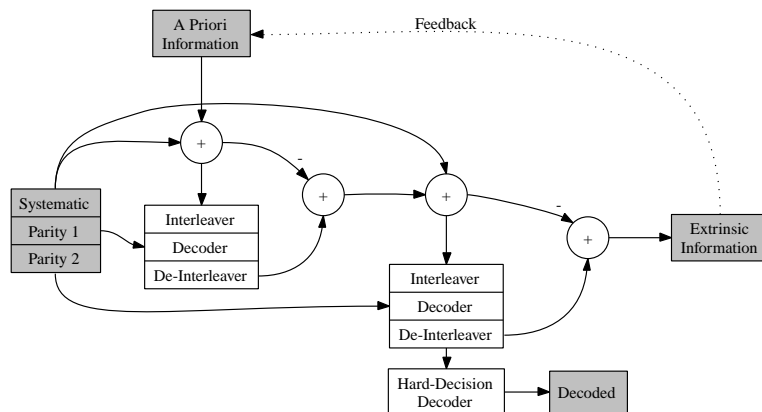 A Priori
Information
Feedback
+
-
+
+
-
+
Systematic
Parity 1
Parity 2
Interleaver
Decoder
De-Interleaver
Extrinsic
Information
Interleaver
Decoder
De-Interleaver
Hard-Decision
Decoder
Decoded